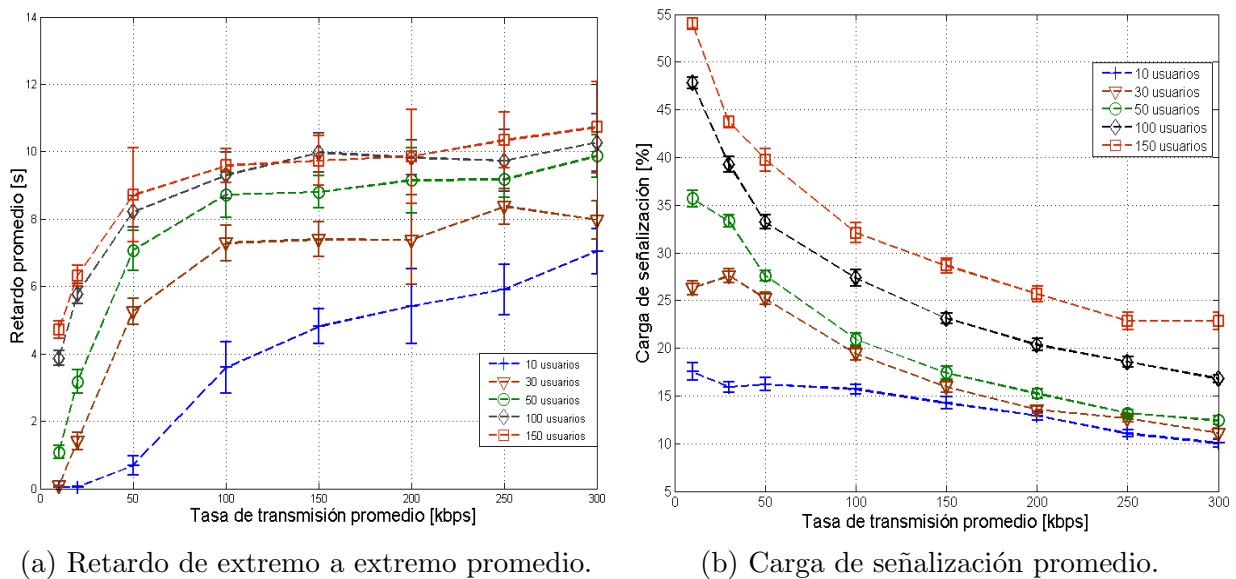 14
12
10
8
6
4
2
0
Retardo promedio [s]
10 usuarios
30 usuarios
50 usuarios
100 usuarios
150 usuarios
0 50 100 150 200 250 300
Tasa de transmisión promedio [kbps]
(a) Retardo de extremo a extremo promedio.
55
50
45
40
35
30
25
20
15
10
5
Carga de señalización [%]
10 usuarios
30 usuarios
50 usuarios
100 usuarios
150 usuarios
0 50 100 150 200 250 300
Tasa de transmisión promedio [kbps]
(b) Carga de señalización promedio.